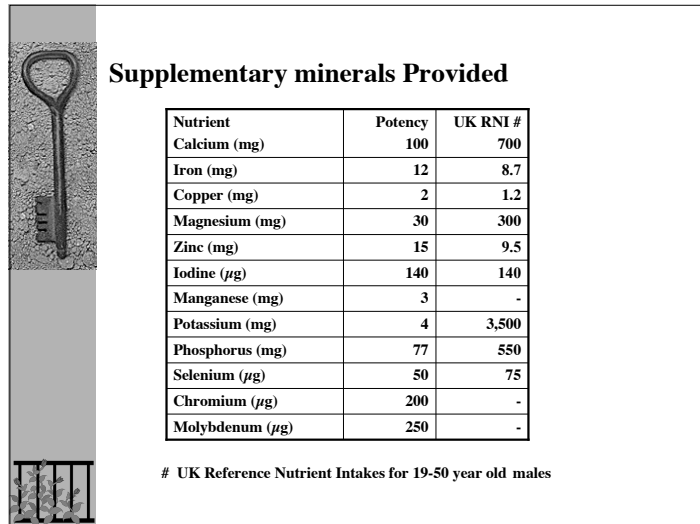 Supplementary minerals Provided
Nutrient Potency UK RNI #
Calcium (mg) 100 700
Iron (mg) 12 8.7
Copper (mg) 2 1.2
Magnesium (mg) 30 300
Zinc (mg) 15 9.5
Iodine (µg) 140 140
Manganese (mg) 3 -
Potassium (mg) 4 3,500
Phosphorus (mg) 77 550
Selenium (µg) 50 75
Chromium (µg) 200 -
Molybdenum (µg) 250 -
# UK Reference Nutrient Intakes for 19-50 year old males